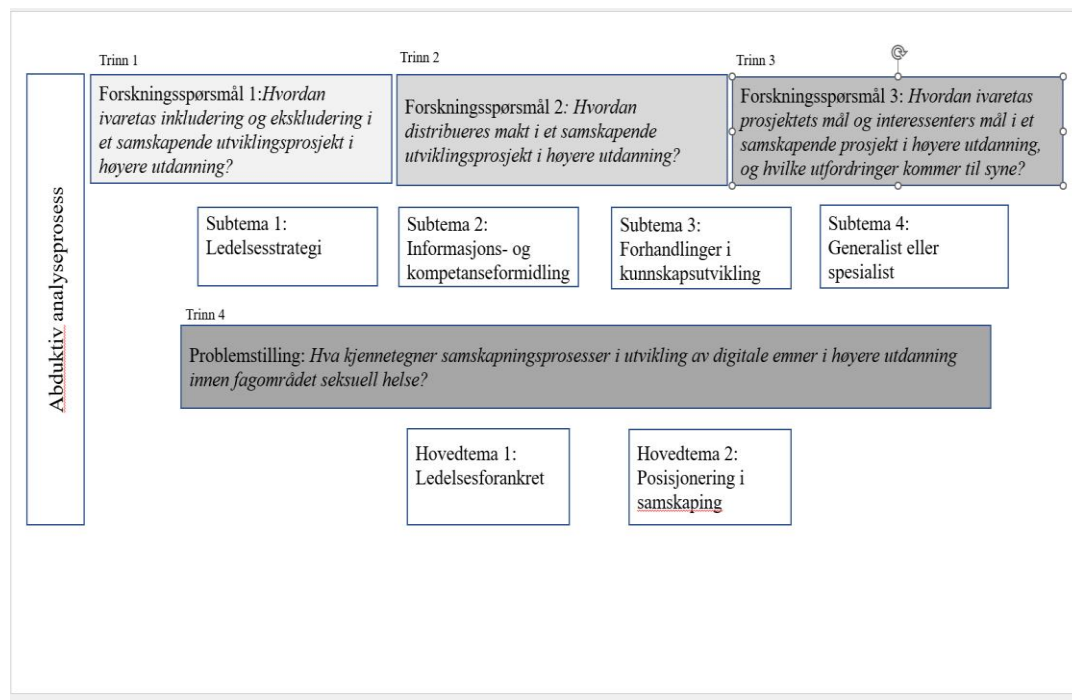 Trinn 1
Trinn 2
Trinn 3
Abduktiv analyseprosess
Forskningsspørsmål 1:Hvordan
ivaretas inkludering og ekskludering i
et samskapende utviklingsprosjekt i
høyere utdanning?
Forskningsspørsmål 2: Hvordan
distribueres makt i et samskapende
utviklingsprosjekt i høyere utdanning?
Forskningsspørsmål 3: Hvordan ivaretas
prosjektets mål og interessenters mål i et
samskapende prosjekt i høyere utdanning,
og hvilke utfordringer kommer til syne?
Subtema 1:
Ledelsesstrategi
Subtema 2:
Informasjons- og
kompetanseformidling
Subtema 3:
Forhandlinger i
kunnskapsutvikling
Subtema 4:
Generalist eller
spesialist
Trinn 4
Problemstilling: Hva kjennetegner samskapningsprosesser i utvikling av digitale emner i høyere utdanning
innen fagområdet seksuell helse?
Hovedtema 1:
Ledelsesforankret
Hovedtema 2:
Posisjonering i
samskaping